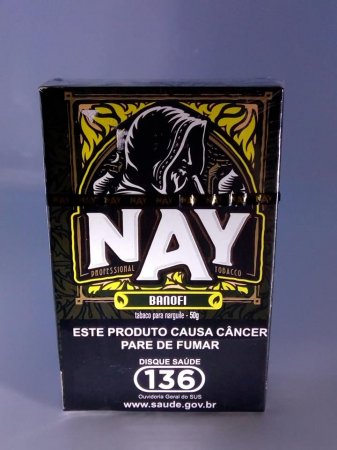 NAY
PROFESSIONAL TOBACCO
BANOFI
tabaco para narguile - 50g
ESTE PRODUTO CAUSA CÂNCER
PARE DE FUMAR
DISQUE SAÚDE
136
Ouvidoria Geral do SUS
www.saude.gov.br